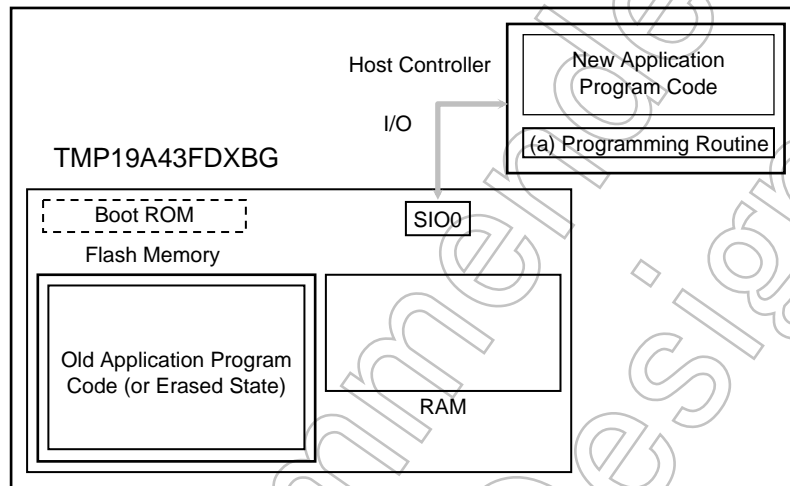 Host Controller
New Application
Program Code
I/O
(a) Programming Routine
TMP19A43FDXBG
Boot ROM
SIO0
Flash Memory
Old Application Program
Code (or Erased State)
RAM